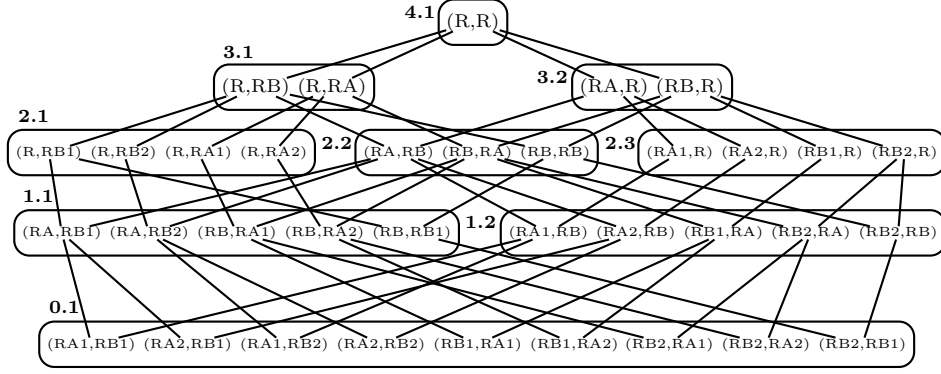 4.1 (R,R)
3.1 3.2
(R,RB) (R,RA) (RA,R) (RB,R)
2.1 2.2 2.3
(R,RB1) (R,RB2) (R,RA1) (R,RA2) (RA,RB) (RB,RA) (RB,RB) (RA1,R) (RA2,R) (RB1,R) (RB2,R)
1.1 1.2
(RA,RB1) (RA,RB2) (RB,RA1) (RB,RA2) (RB,RB1) (RA1,RB) (RA2,RB) (RB1,RA) (RB2,RA) (RB2,RB)
0.1
(RA1,RB1) (RA2,RB1) (RA1,RB2) (RA2,RB2) (RB1,RA1) (RB1,RA2) (RB2,RA1) (RB2,RA2) (RB2,RB1)